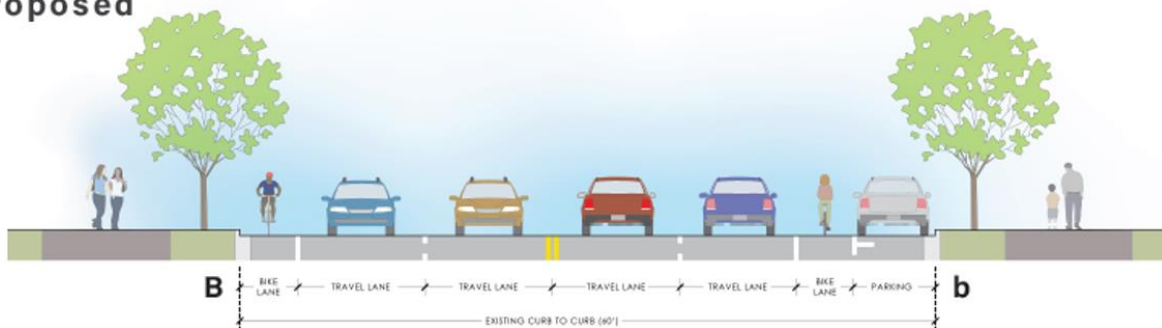 oposed
B
BIKE
LANE
TRAVEL LANE
TRAVEL LANE
TRAVEL LANE
TRAVEL LANE
BIKE
LANE
PARKING
b
EXISTING CURB TO CURB (60')